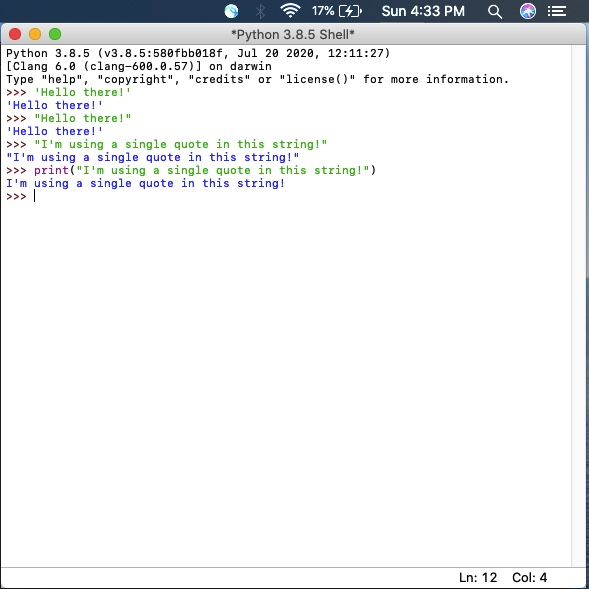 17% Sun 4:33 PM
*Python 3.8.5 Shell*
Python 3.8.5 (v3.8.5:580fbb018f, Jul 20 2020, 12:11:27)
[Clang 6.0 (clang-600.0.57)] on darwin
Type "help", "copyright", "credits" or "license()" for more information.
>>> 'Hello there!'
'Hello there!'
>>> "Hello there!"
'Hello there!'
>>> "I'm using a single quote in this string!"
"I'm using a single quote in this string!"
>>> print("I'm using a single quote in this string!")
I'm using a single quote in this string!
>>>
Ln: 12 Col: 4